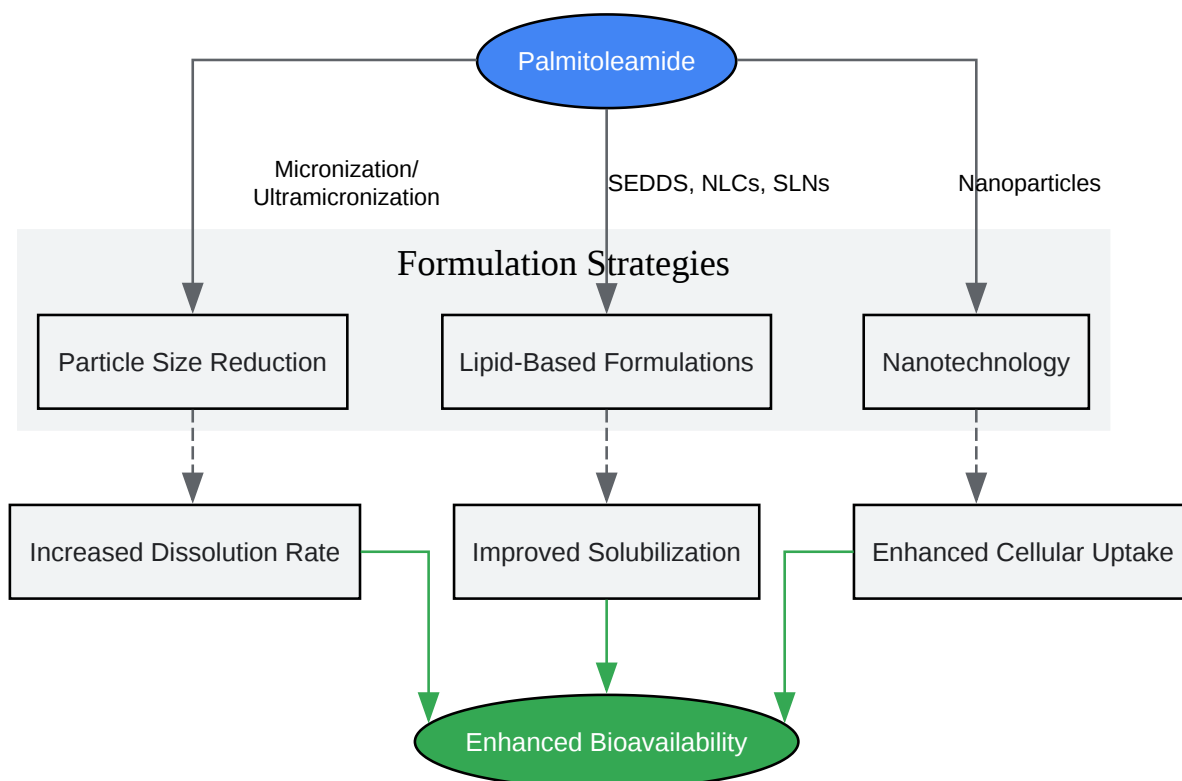 Palmitoleamide
Micronization/
Ultramicronization
SEDDS, NLCs, SLNs
Nanoparticles
Formulation Strategies
Particle Size Reduction
Lipid-Based Formulations
Nanotechnology
Increased Dissolution Rate
Improved Solubilization
Enhanced Cellular Uptake
Enhanced Bioavailability